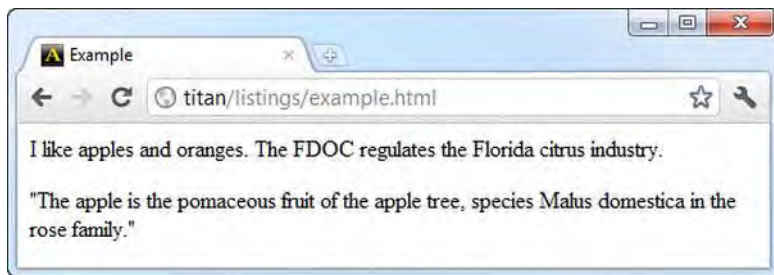 Example
titan/listings/example.html
I like apples and oranges. The FDOC regulates the Florida citrus industry.
"The apple is the pomaceous fruit of the apple tree, species Malus domestica in the
rose family."